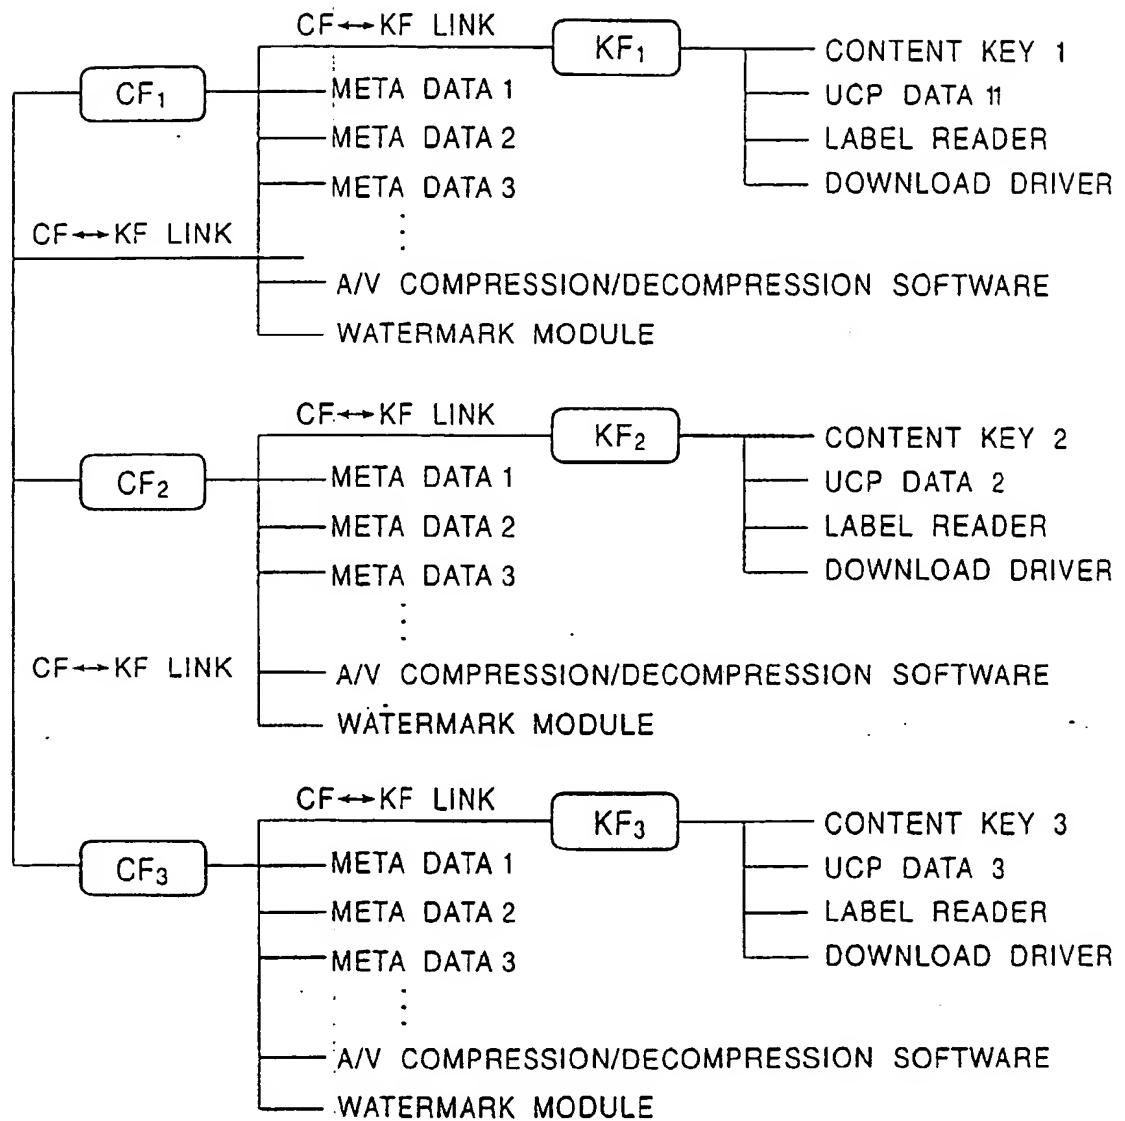 CF↔KF LINK
KF1
CONTENT KEY 1
CF1
META DATA 1
UCP DATA 11
META DATA 2
LABEL READER
META DATA 3
DOWNLOAD DRIVER
CF↔KF LINK
A/V COMPRESSION/DECOMPRESSION SOFTWARE
WATERMARK MODULE
CF↔KF LINK
KF2
CONTENT KEY 2
CF2
META DATA 1
UCP DATA 2
META DATA 2
LABEL READER
META DATA 3
DOWNLOAD DRIVER
CF↔KF LINK
A/V COMPRESSION/DECOMPRESSION SOFTWARE
WATERMARK MODULE
CF↔KF LINK
KF3
CONTENT KEY 3
CF3
META DATA 1
UCP DATA 3
META DATA 2
LABEL READER
META DATA 3
DOWNLOAD DRIVER
A/V COMPRESSION/DECOMPRESSION SOFTWARE
WATERMARK MODULE